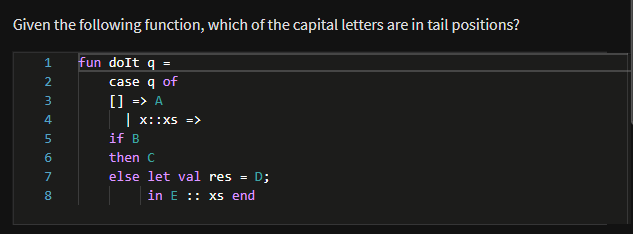 Given the following function, which of the capital letters are in tail positions?
1 fun doIt q =
2 case q of
3 [] => A
4 | x::xs =>
5 if B
6 then C
7 else let val res = D;
8 in E :: xs end